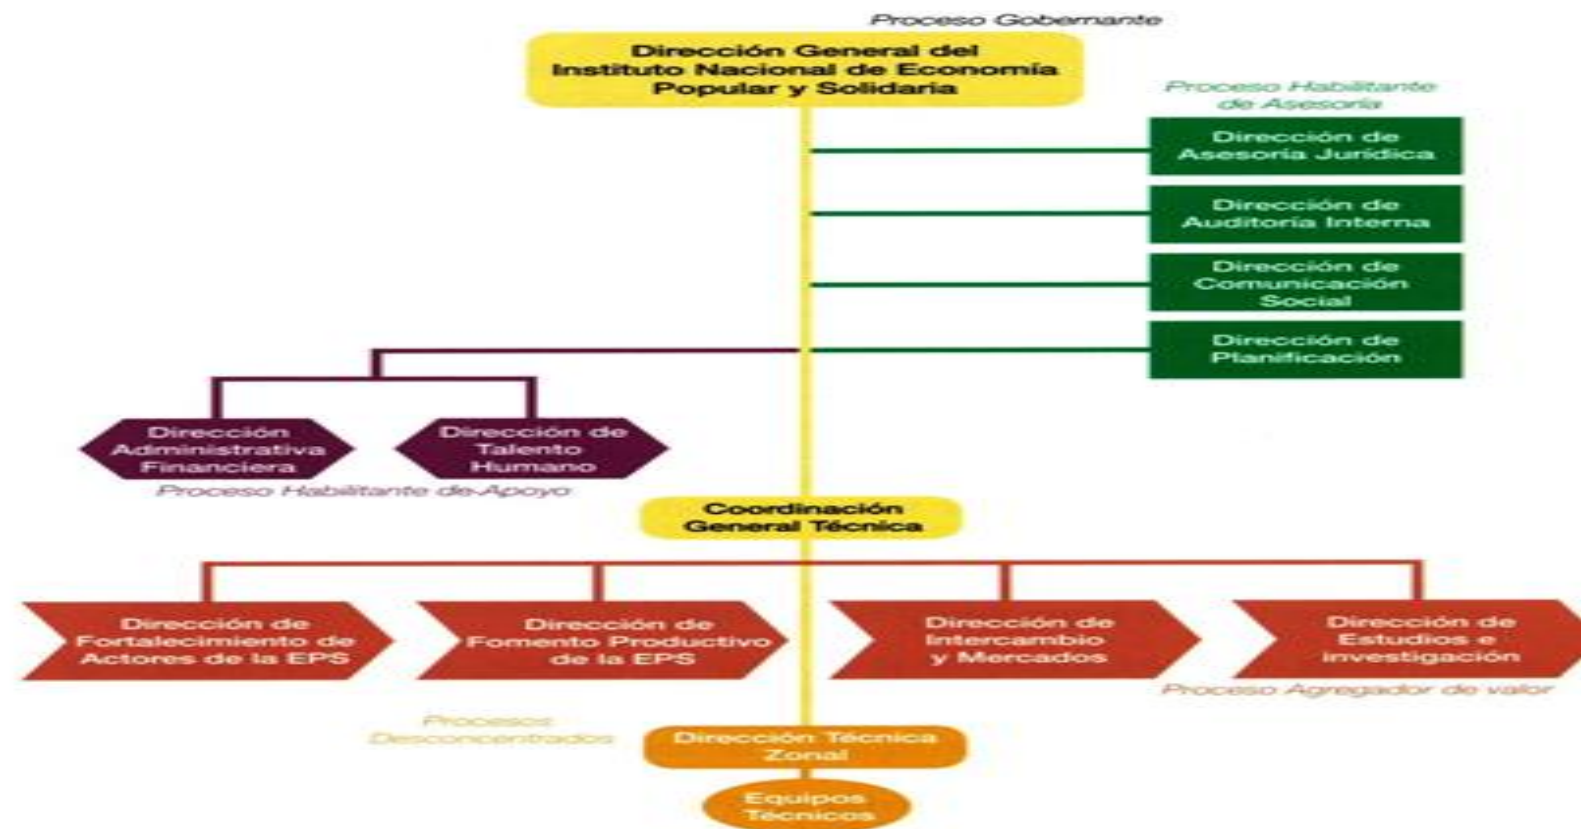 Proceso Gobernante
Dirección General del
Instituto Nacional de Economía
Popular y Solidaria
Proceso Habilitante
de Asesoría
Dirección de
Asesoría Jurídica
Dirección de
Auditoría Interna
Dirección de
Comunicación
Social
Dirección de
Planificación
Dirección
Administrativa
Financiera
Dirección de
Talento
Humano
Proceso Habilitante de Apoyo
Coordinación
General Técnica
Dirección de
Fortalecimiento de
Actores de la EPS
Dirección de
Fomento Productivo
de la EPS
Dirección de
Intercambio
y Mercados
Dirección de
Estudios e
investigación
Proceso Agregador de valor
Procesos
Desconcentrados
Dirección Técnica
Zonal
Equipos
Técnicos